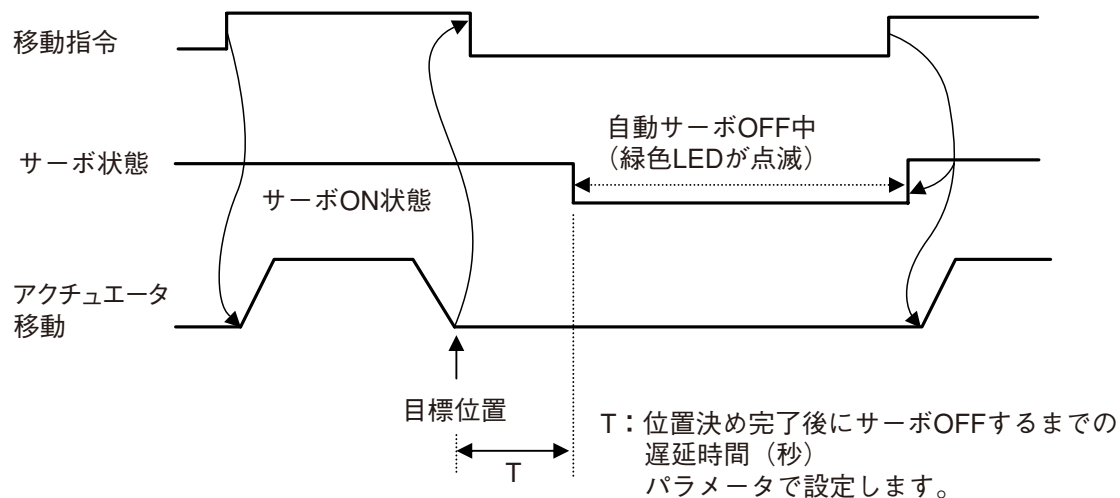 移動指令
自動サーボOFF中
（緑色LEDが点滅）
サーボ状態
サーボON状態
アクチュエータ
移動
目標位置
T
T：位置決め完了後にサーボOFFするまでの
遅延時間（秒）
パラメータで設定します。